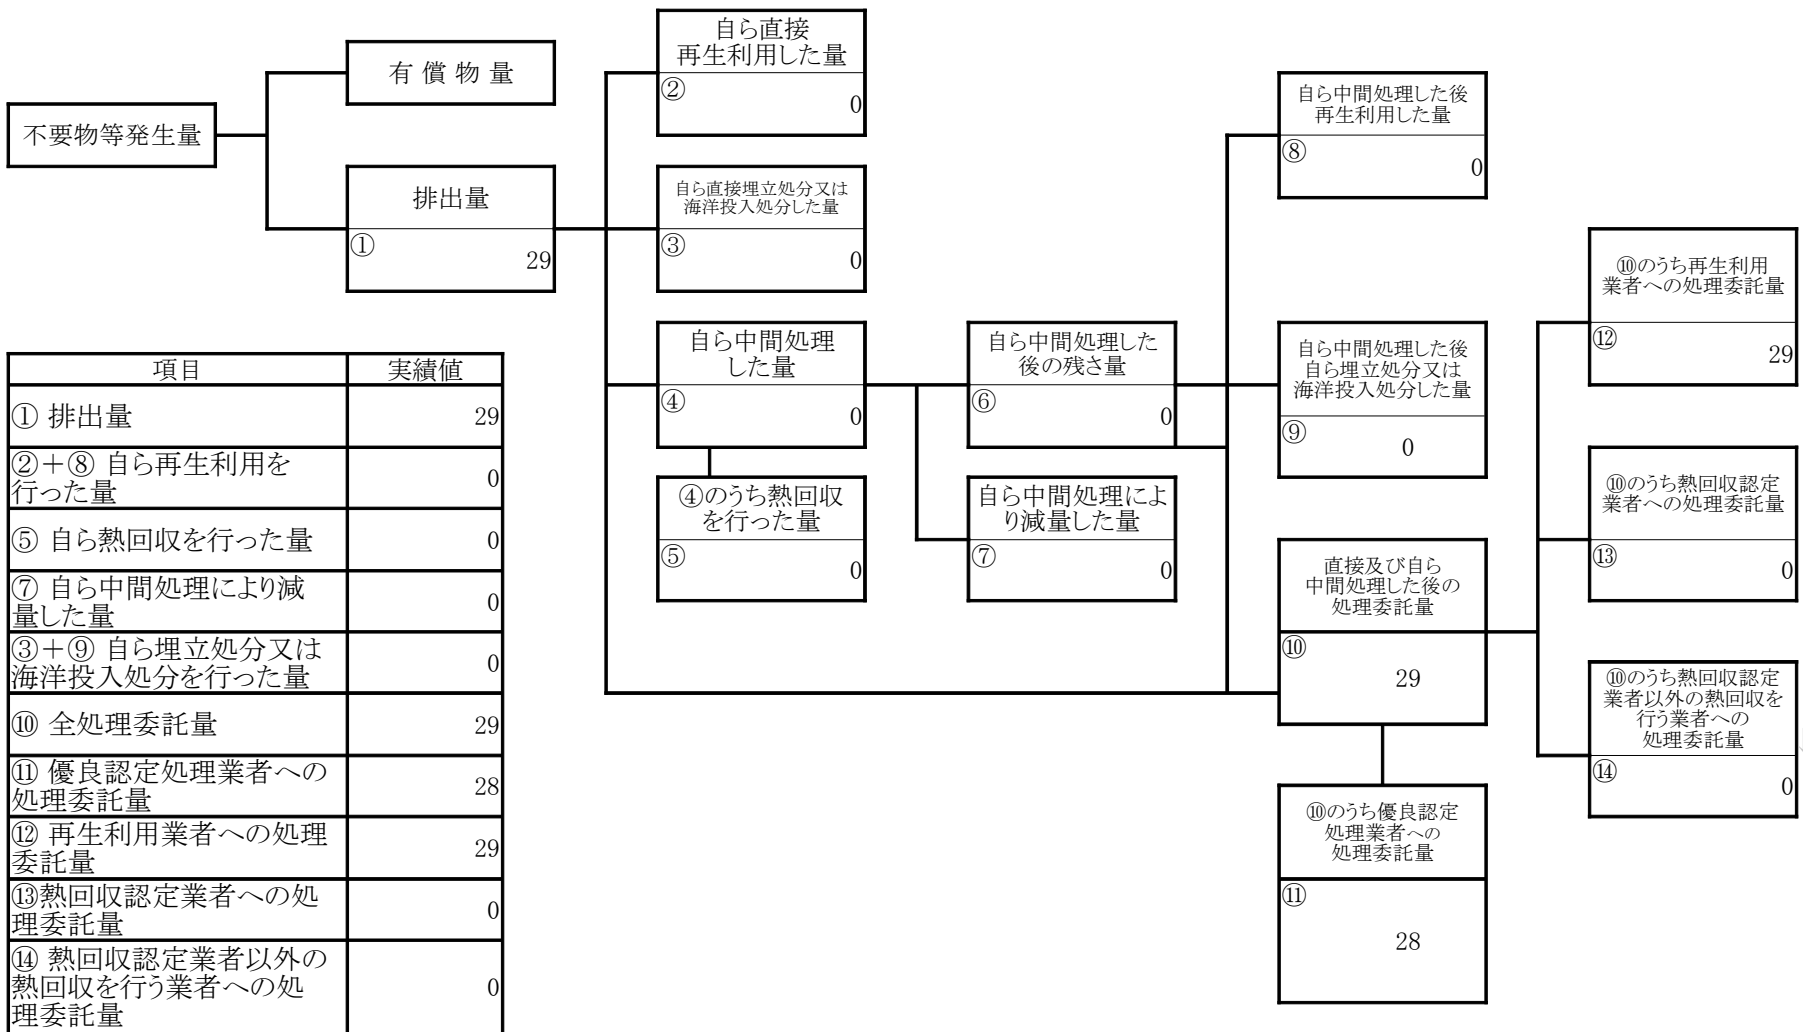 不要物等発生量
有償物量
排出量
①
29
自ら直接
再生利用した量
②
0
自ら直接埋立処分又は
海洋投入処分した量
③
0
自ら中間処理
した量
④
0
④のうち熱回収
を行った量
⑤
0
自ら中間処理した
後の残さ量
⑥
0
自ら中間処理によ
り減量した量
⑦
0
自ら中間処理した後
再生利用した量
⑧
0
自ら中間処理した後
自ら埋立処分又は
海洋投入処分した量
⑨
0
直接及び自ら
中間処理した後の
処理委託量
⑩
29
⑩のうち優良認定
処理業者への
処理委託量
⑪
28
⑩のうち再生利用
業者への処理委託量
⑫
29
⑩のうち熱回収認定
業者への処理委託量
⑬
0
⑩のうち熱回収認定
業者以外の熱回収を
行う業者への
処理委託量
⑭
0
項目 実績値
① 排出量 29
②+⑧ 自ら再生利用を
行った量 0
⑤ 自ら熱回収を行った量 0
⑦ 自ら中間処理により減
量した量 0
③+⑨ 自ら埋立処分又は
海洋投入処分を行った量 0
⑩ 全処理委託量 29
⑪ 優良認定処理業者への
処理委託量 28
⑫ 再生利用業者への処理
委託量 29
⑬熱回収認定業者への処
理委託量 0
⑭ 熱回収認定業者以外の
熱回収を行う業者への処
理委託量 0